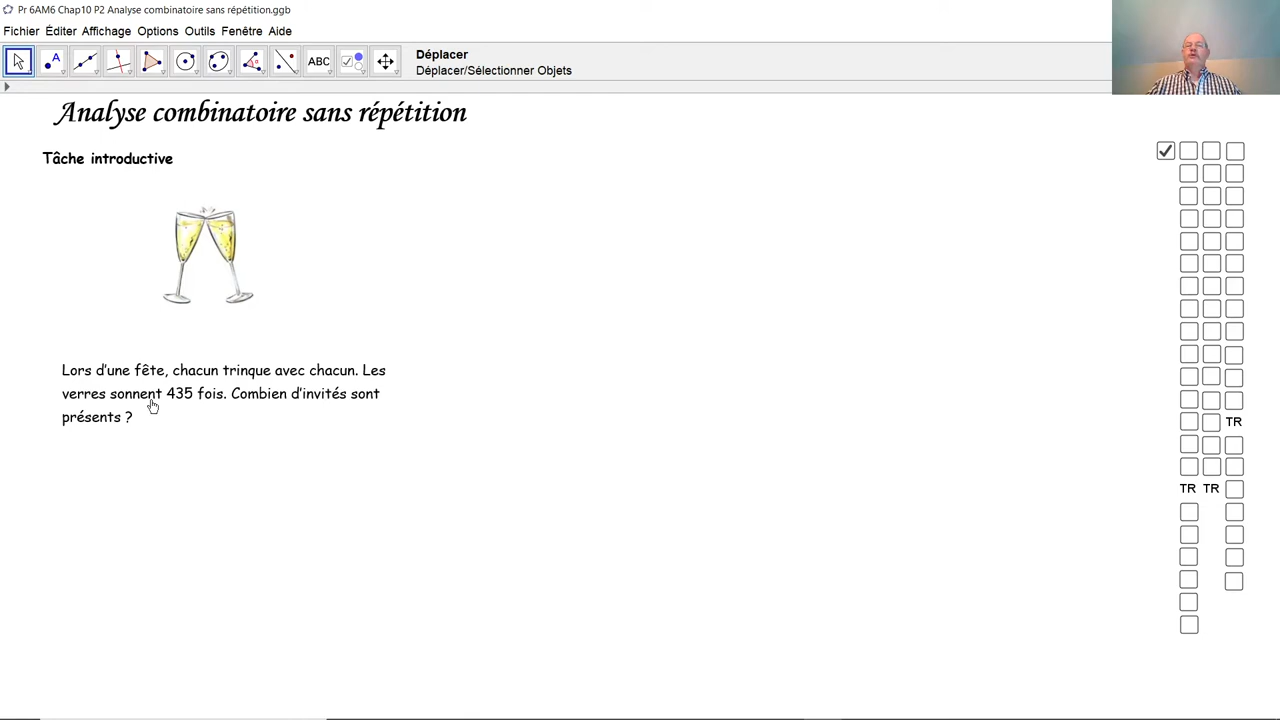 Pr 6AM6 Chap10 P2 Analyse combinatoire sans répétition.ggb
Fichier Éditer Affichage Options Outils Fenêtre Aide
A
ABC
Déplacer
Déplacer/Sélectionner Objets
Analyse combinatoire sans répétition
Tâche introductive
Lors d'une fête, chacun trinque avec chacun. Les
verres sonnent 435 fois. Combien d'invités sont
présents ?
TR
TR TR